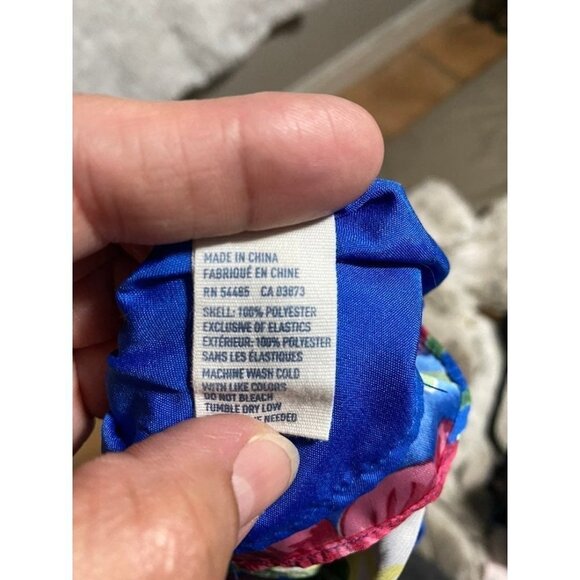 MADE IN CHINA
FABRIQUÉ EN CHINE
RN 54485 CA 03673
SHELL: 100% POLYESTER
EXCLUSIVE OF ELASTICS
EXTÉRIEUR: 100% POLYESTER
SANS LES ÉLASTIQUES
MACHINE WASH COLD
WITH LIKE COLORS
DO NOT BLEACH
TUMBLE DRY LOW
NEEDED